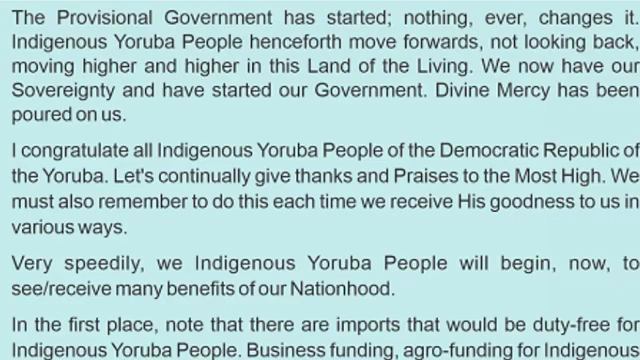 The Provisional Government has started; nothing, ever, changes it.
Indigenous Yoruba People henceforth move forwards, not looking back,
moving higher and higher in this Land of the Living. We now have our
Sovereignty and have started our Government. Divine Mercy has been
poured on us.
I congratulate all Indigenous Yoruba People of the Democratic Republic of
the Yoruba. Let's continually give thanks and Praises to the Most High. We
must also remember to do this each time we receive His goodness to us in
various ways.
Very speedily, we Indigenous Yoruba People will begin, now, to
see/receive many benefits of our Nationhood.
In the first place, note that there are imports that would be duty-free for
Indigenous Yoruba People. Business funding, agro-funding for Indigenous